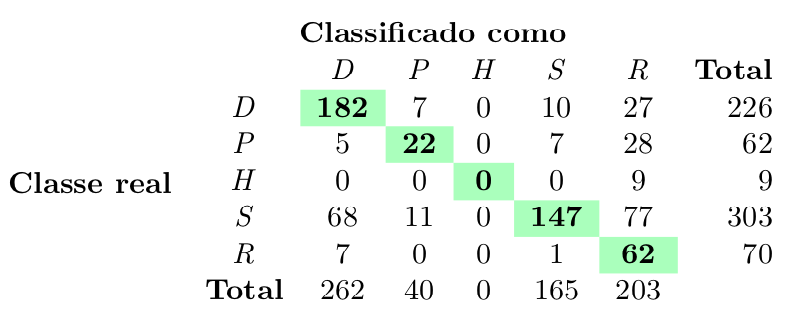 Classificado como
D P H S R Total
D 182 7 0 10 27 226
P 5 22 0 7 28 62
Classe real H 0 0 0 0 9 9
S 68 11 0 147 77 303
R 7 0 0 1 62 70
Total 262 40 0 165 203